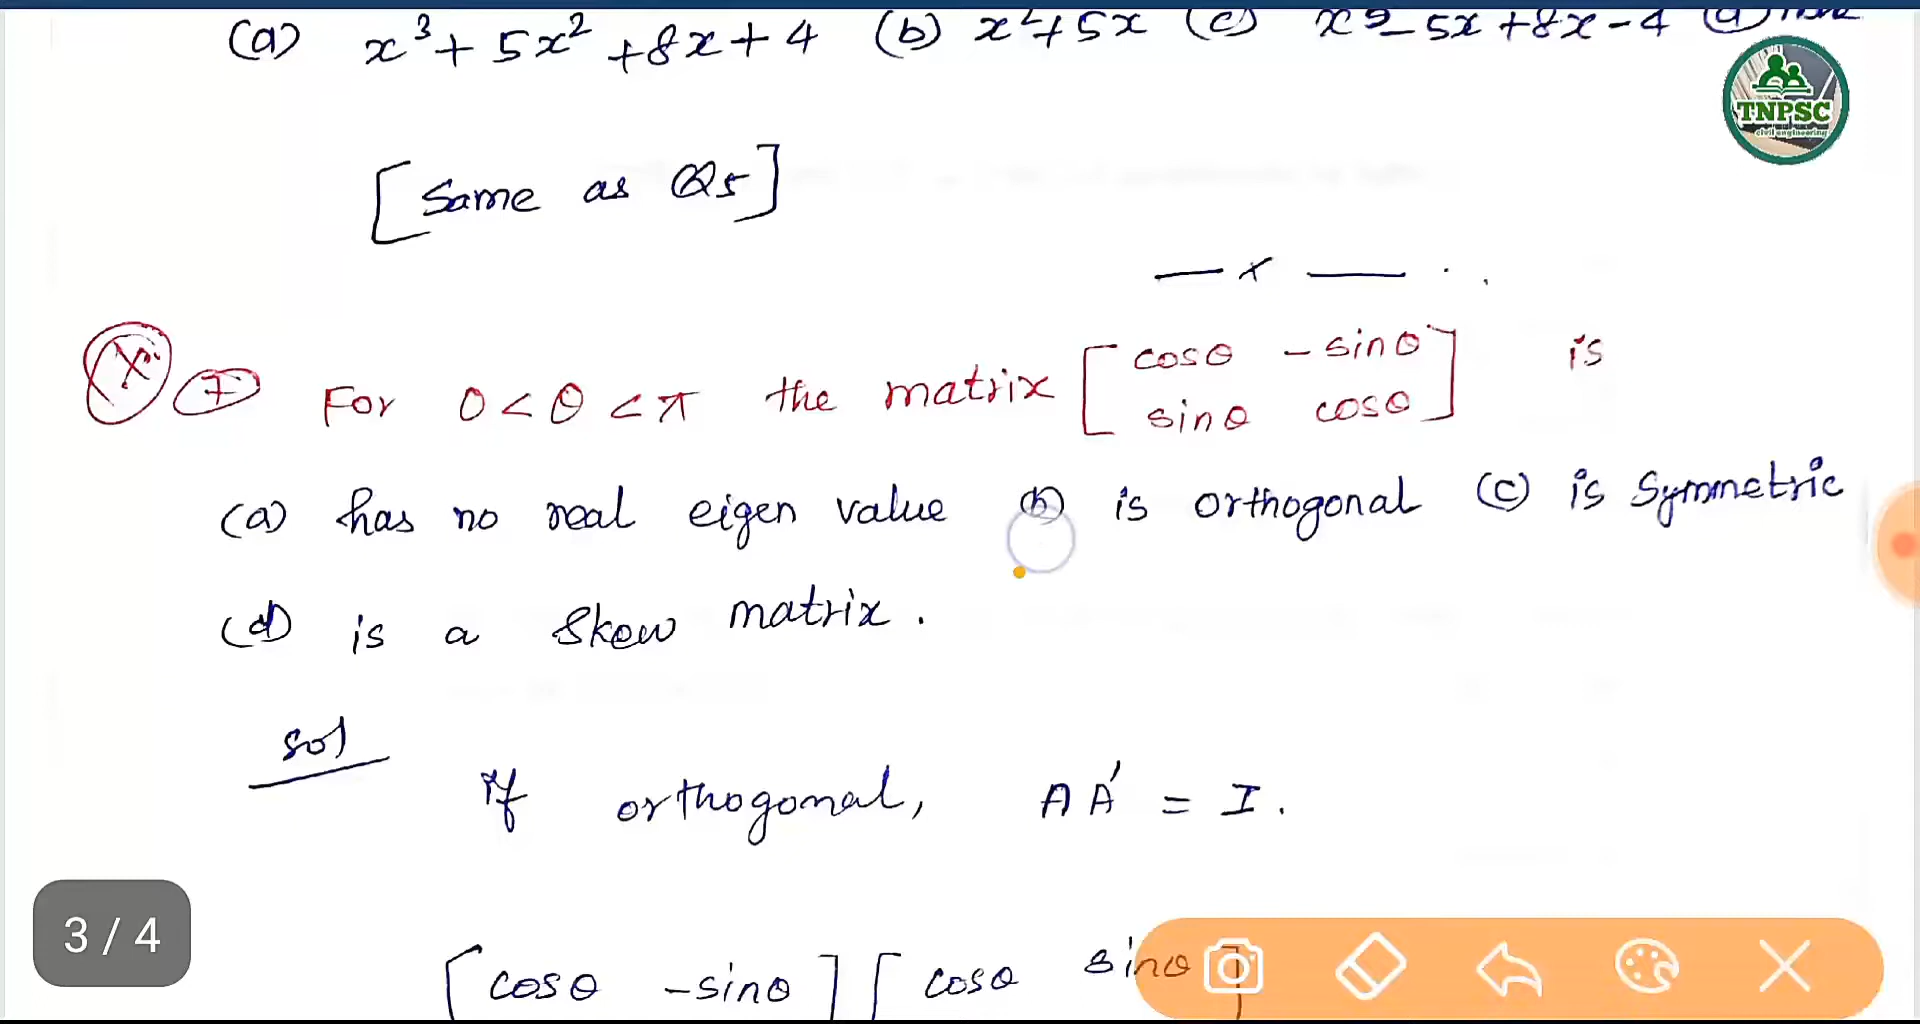 (a) x³ + 5x² + 8x + 4 (b) x² + 5x (c) - 5x + 8x - 4
TNPSC
civil engineering
[Same as Q5]
— x —
7 For 0 < θ < π the matrix [cosθ -sinθ] is
[sinθ cosθ]
(a) has no real eigen value (b) is orthogonal (c) is Symmetric
(d) is a Skew matrix.
Sol
if orthogonal, AA' = I.
[cosθ -sinθ] [cosθ sinθ]
3 / 4